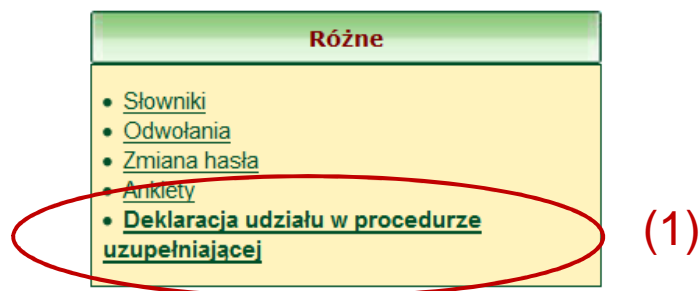 Różne
• Słowniki
• Odwołania
• Zmiana hasła
• Ankiety
• Deklaracja udziału w procedurze
uzupełniającej
(1)